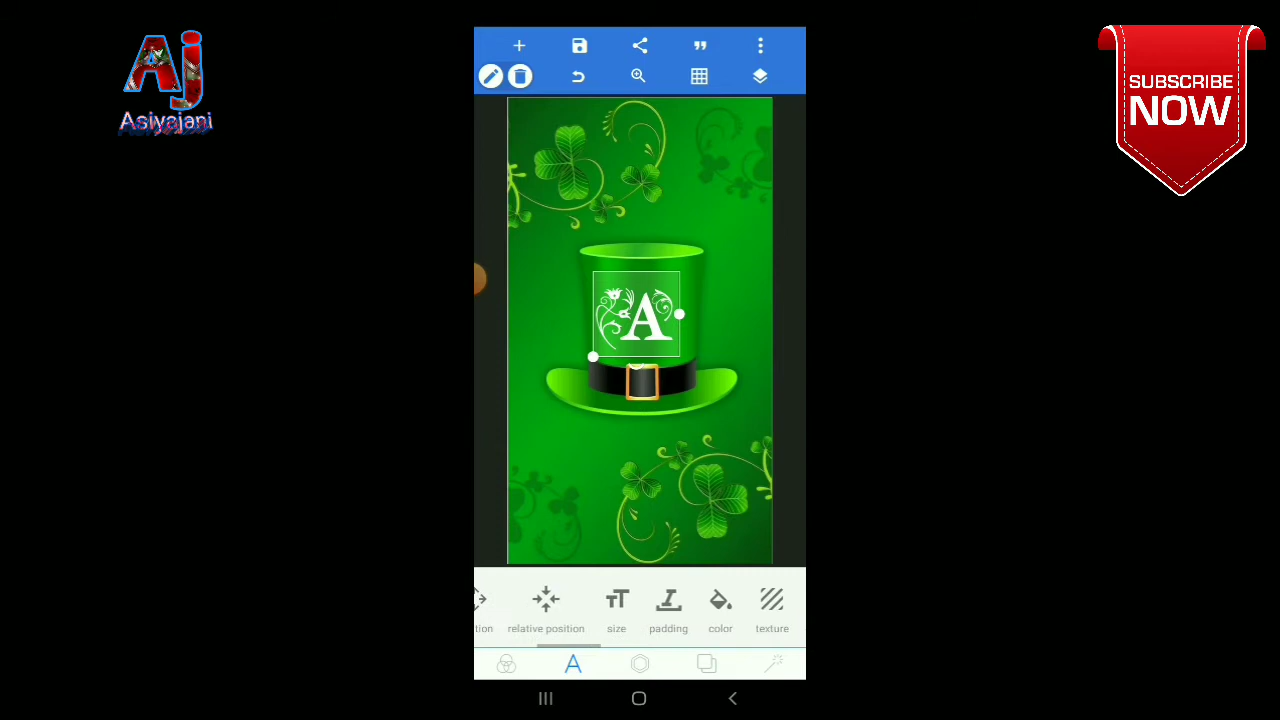 Aj
Asiyajani
SUBSCRIBE
NOW
A
tion
relative position
size
padding
color
texture